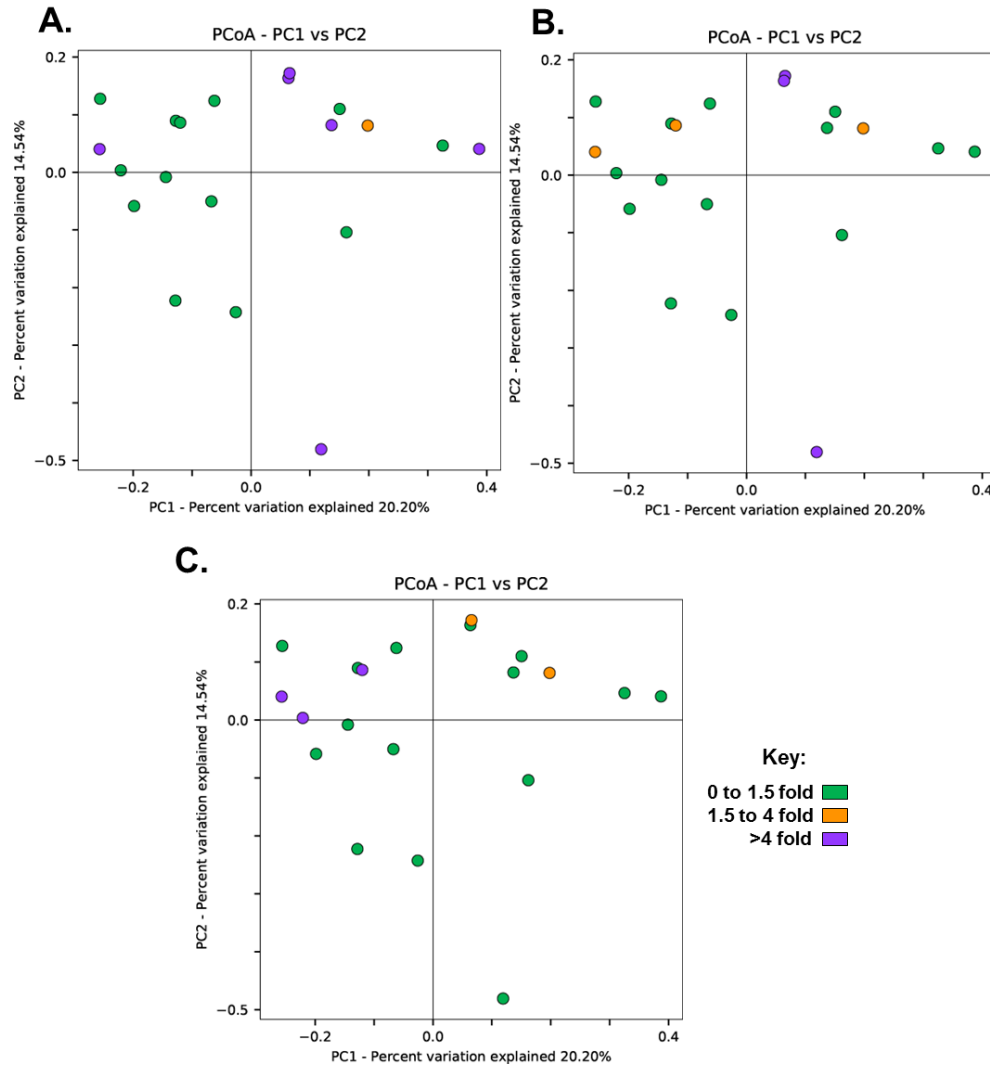 A.
PCoA - PC1 vs PC2
0.2
0.0
−0.5
−0.2
0.0
0.2
0.4
PC2 - Percent variation explained 14.54%
PC1 - Percent variation explained 20.20%
B.
PCoA - PC1 vs PC2
0.2
0.0
−0.5
−0.2
0.0
0.2
0.4
PC2 - Percent variation explained 14.54%
PC1 - Percent variation explained 20.20%
C.
PCoA - PC1 vs PC2
0.2
0.0
−0.5
−0.2
0.0
0.2
0.4
PC2 - Percent variation explained 14.54%
PC1 - Percent variation explained 20.20%
Key:
0 to 1.5 fold
1.5 to 4 fold
>4 fold